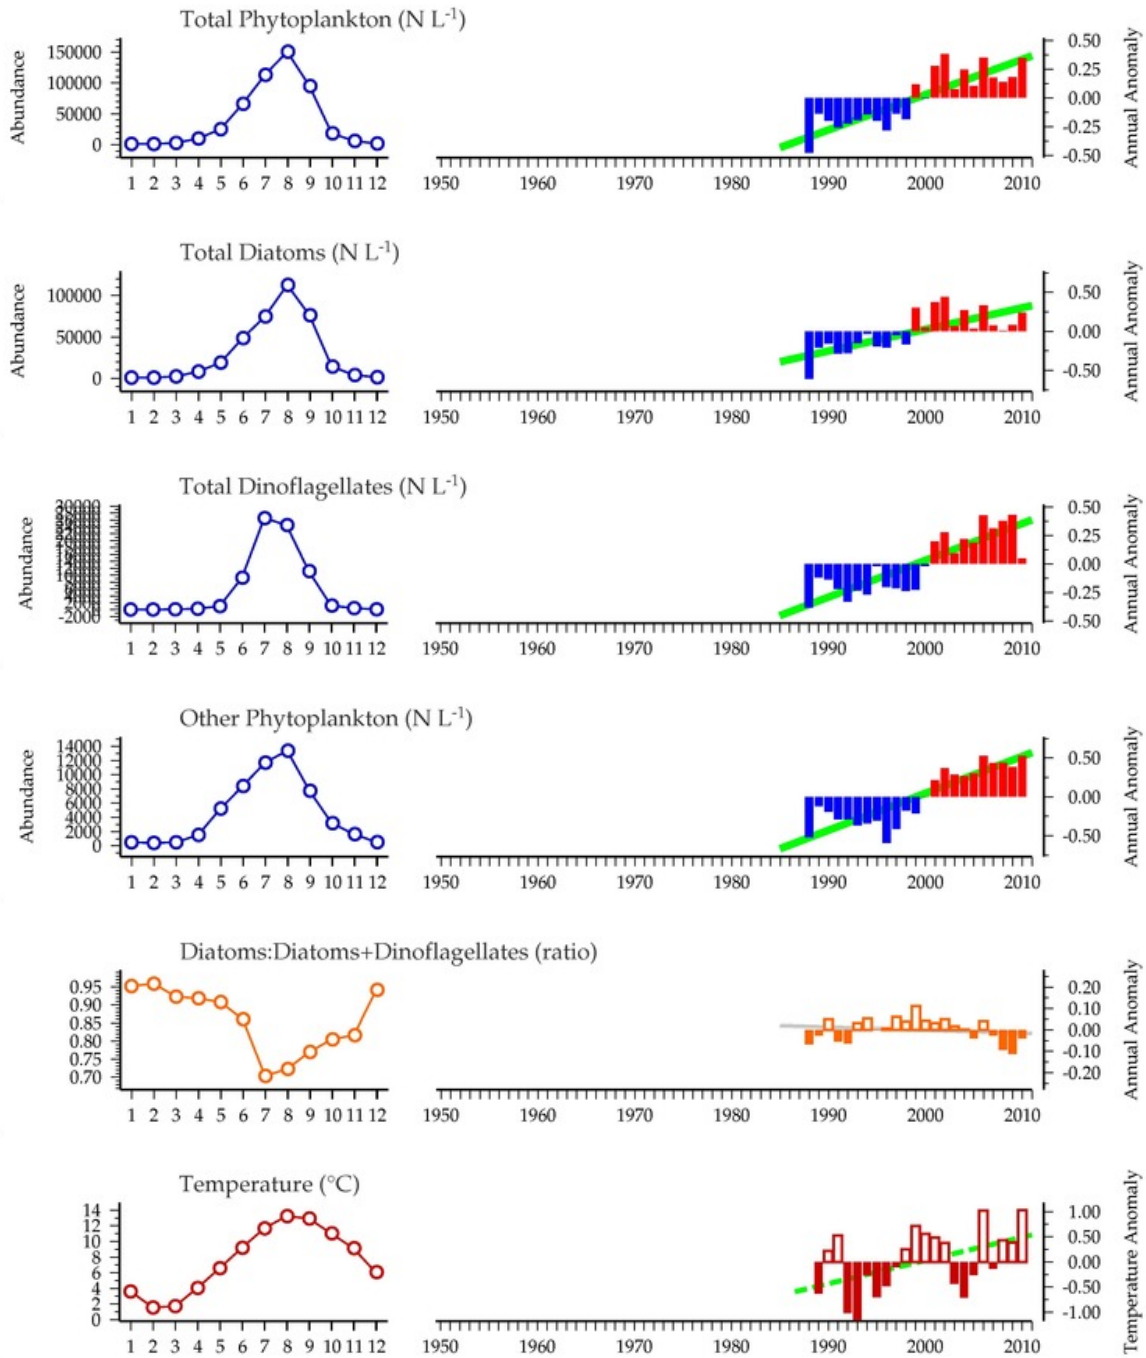 Total Phytoplankton (N L⁻¹)
Abundance
150000
100000
50000
0
1 2 3 4 5 6 7 8 9 10 11 12
1950 1960 1970 1980 1990 2000 2010
0.50
0.25
0.00
-0.25
-0.50
Annual Anomaly
Total Diatoms (N L⁻¹)
Abundance
100000
50000
0
1 2 3 4 5 6 7 8 9 10 11 12
1950 1960 1970 1980 1990 2000 2010
0.50
0.00
-0.50
Annual Anomaly
Total Dinoflagellates (N L⁻¹)
Abundance
30000
-2000
1 2 3 4 5 6 7 8 9 10 11 12
1950 1960 1970 1980 1990 2000 2010
0.50
0.25
0.00
-0.25
-0.50
Annual Anomaly
Other Phytoplankton (N L⁻¹)
Abundance
14000
12000
10000
8000
6000
4000
2000
0
1 2 3 4 5 6 7 8 9 10 11 12
1950 1960 1970 1980 1990 2000 2010
0.50
0.00
-0.50
Annual Anomaly
Diatoms:Diatoms+Dinoflagellates (ratio)
0.95
0.90
0.85
0.80
0.75
0.70
1 2 3 4 5 6 7 8 9 10 11 12
1950 1960 1970 1980 1990 2000 2010
0.20
0.10
0.00
-0.10
-0.20
Annual Anomaly
Temperature (°C)
14
12
10
8
6
4
2
0
1 2 3 4 5 6 7 8 9 10 11 12
1950 1960 1970 1980 1990 2000 2010
1.00
0.50
0.00
-0.50
-1.00
Temperature Anomaly